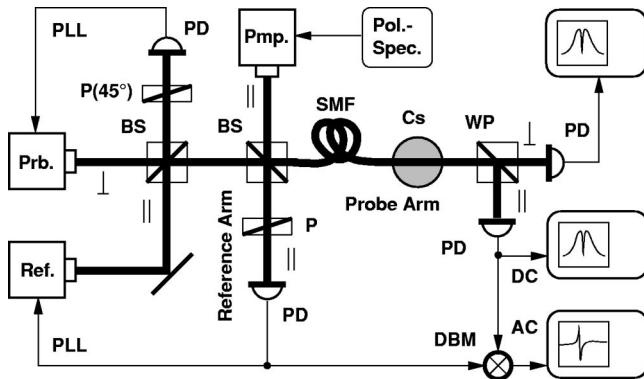 PLL
PD
Pmp.
Pol.-
Spec.
P(45°)
||
SMF
Cs
WP
⊥
PD
BS
BS
Prb.
⊥
||
Probe Arm
||
Reference Arm
P
||
PD
DC
Ref.
PD
PLL
DBM
AC